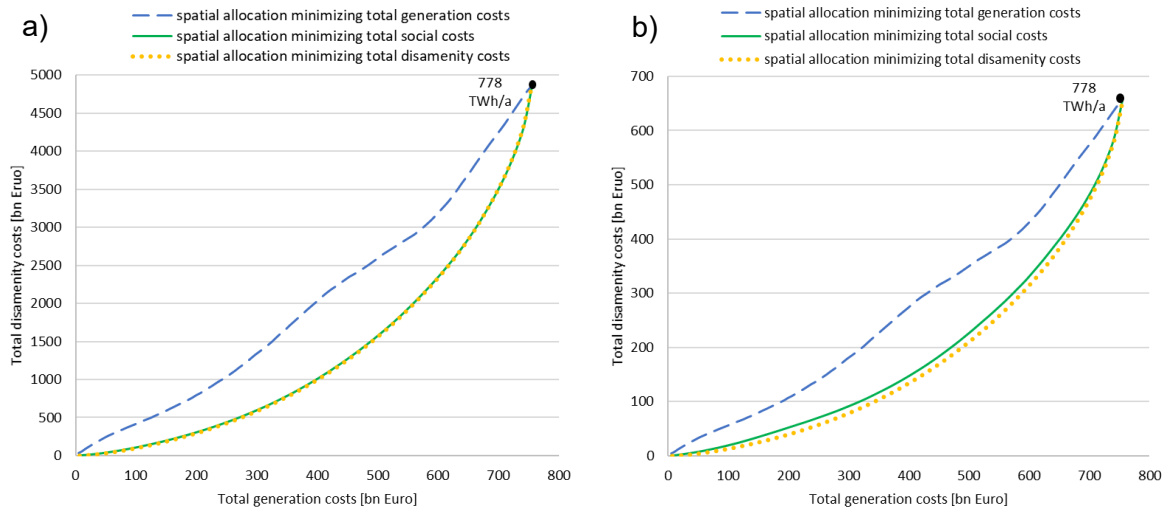 a)
spatial allocation minimizing total generation costs
spatial allocation minimizing total social costs
spatial allocation minimizing total disamenity costs
5000
4500
4000
3500
3000
2500
2000
1500
1000
500
0
Total disamenity costs [bn Eruo]
778
TWh/a
0 100 200 300 400 500 600 700 800
Total generation costs [bn Euro]
b)
spatial allocation minimizing total generation costs
spatial allocation minimizing total social costs
spatial allocation minimizing total disamenity costs
700
600
500
400
300
200
100
0
Total disamenity costs [bn Eruo]
778
TWh/a
0 100 200 300 400 500 600 700 800
Total generation costs [bn Euro]